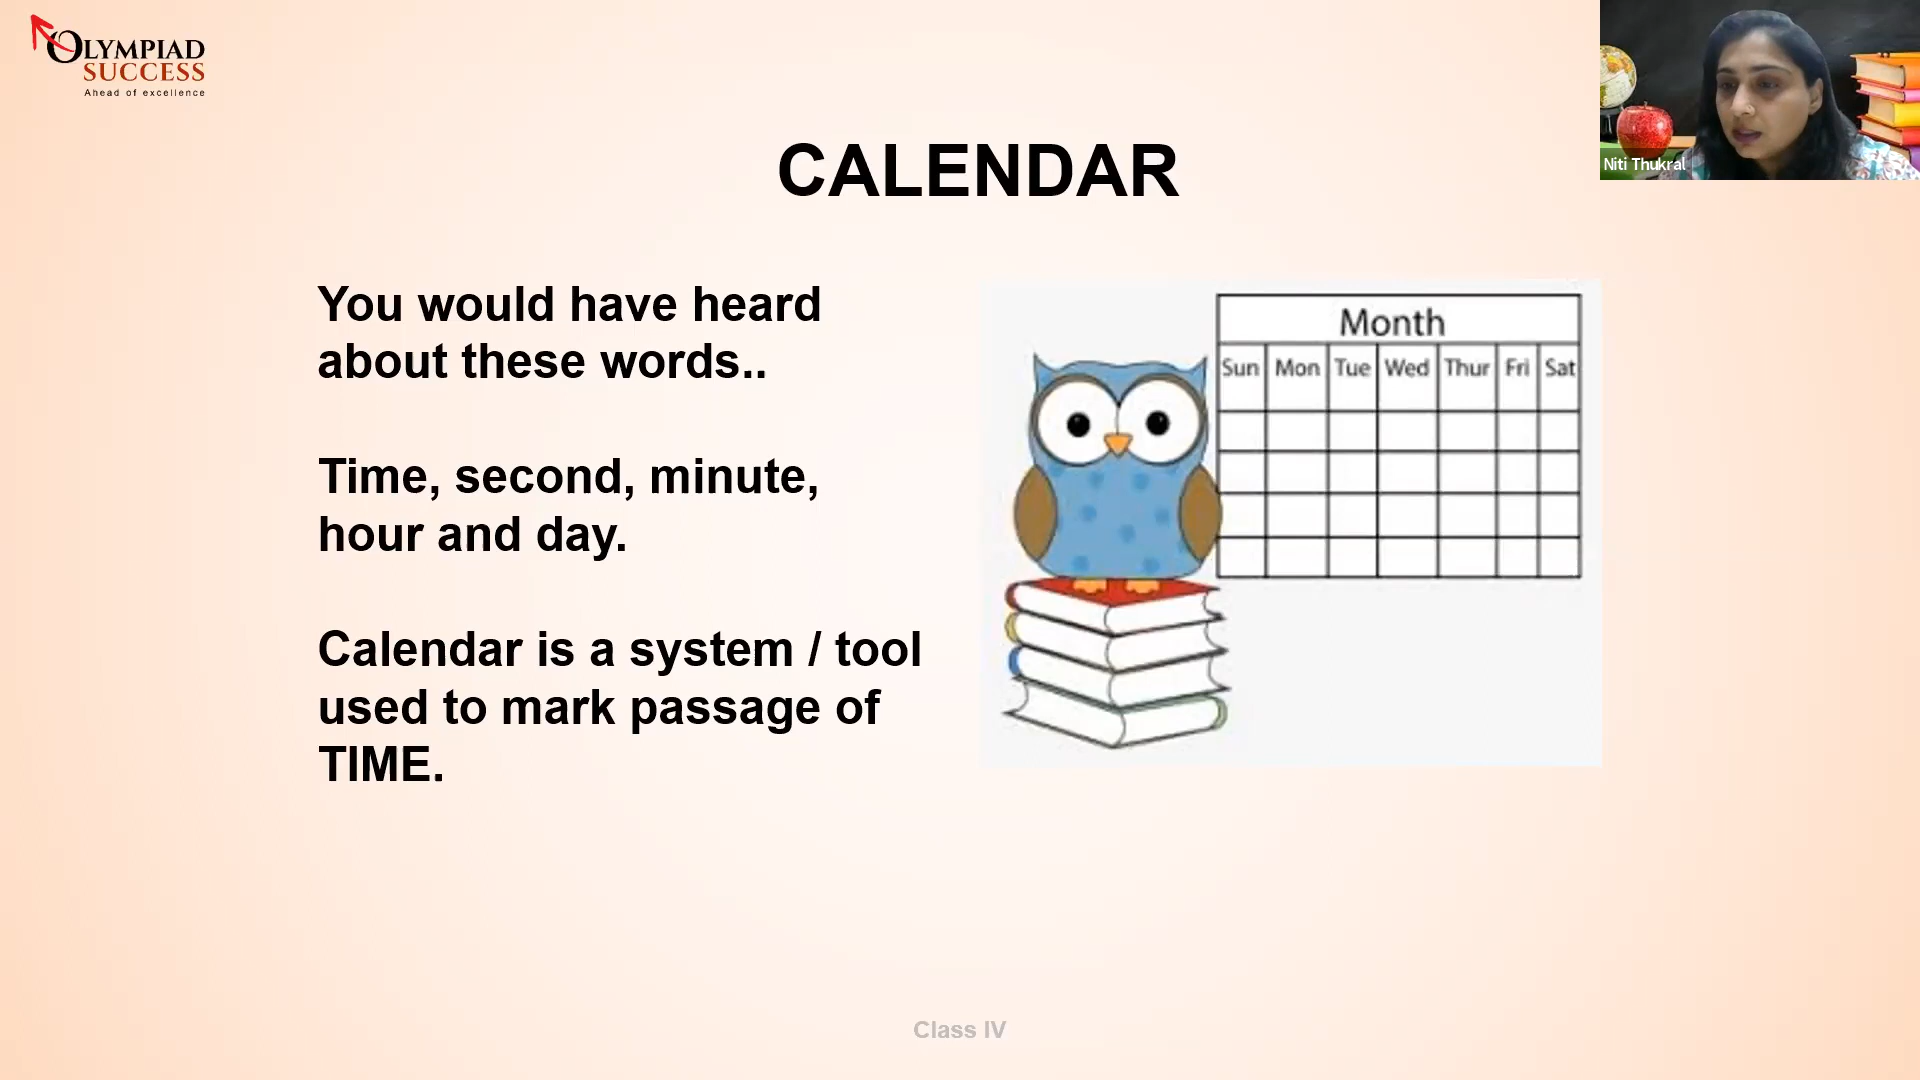 OLYMPIAD
SUCCESS
Ahead of excellence
Niti Thukral
CALENDAR
You would have heard
about these words..
Time, second, minute,
hour and day.
Calendar is a system / tool
used to mark passage of
TIME.
Month
Sun Mon Tue Wed Thur Fri Sat
Class IV